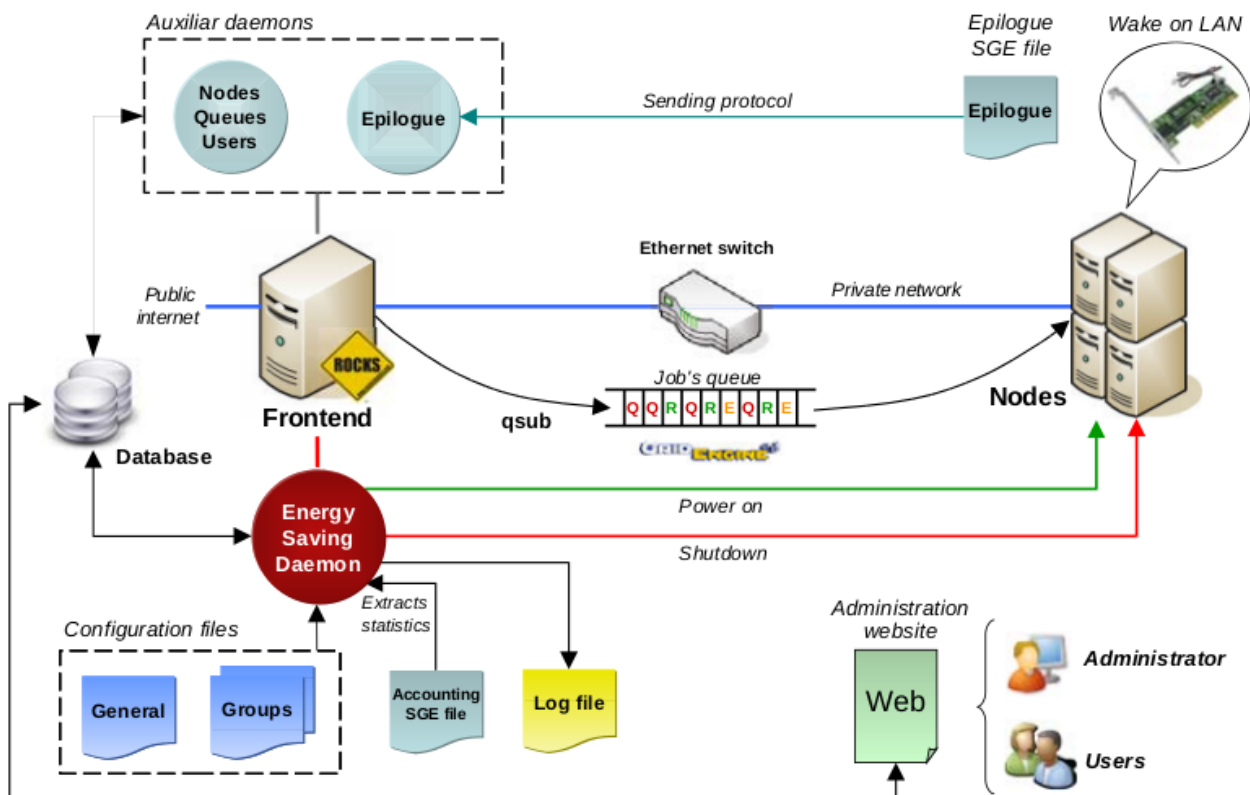 Auxiliar daemons
Nodes
Queues
Users
Epilogue
Sending protocol
Epilogue
SGE file
Epilogue
Wake on LAN
Public
internet
Ethernet switch
Private network
ROCKS
Frontend
qsub
Job's queue
Q Q R Q R E Q R E
GRID ENGINE
Nodes
Database
Energy
Saving
Daemon
Power on
Shutdown
Extracts
statistics
Configuration files
General
Groups
Accounting
SGE file
Log file
Administration
website
Web
Administrator
Users